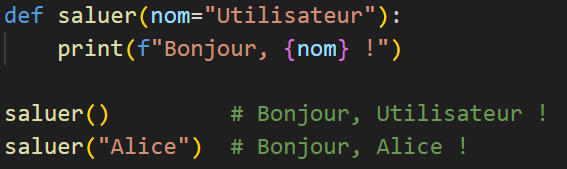 def saluer(nom="Utilisateur"):
    print(f"Bonjour, {nom} !")

saluer()         # Bonjour, Utilisateur !
saluer("Alice")  # Bonjour, Alice !